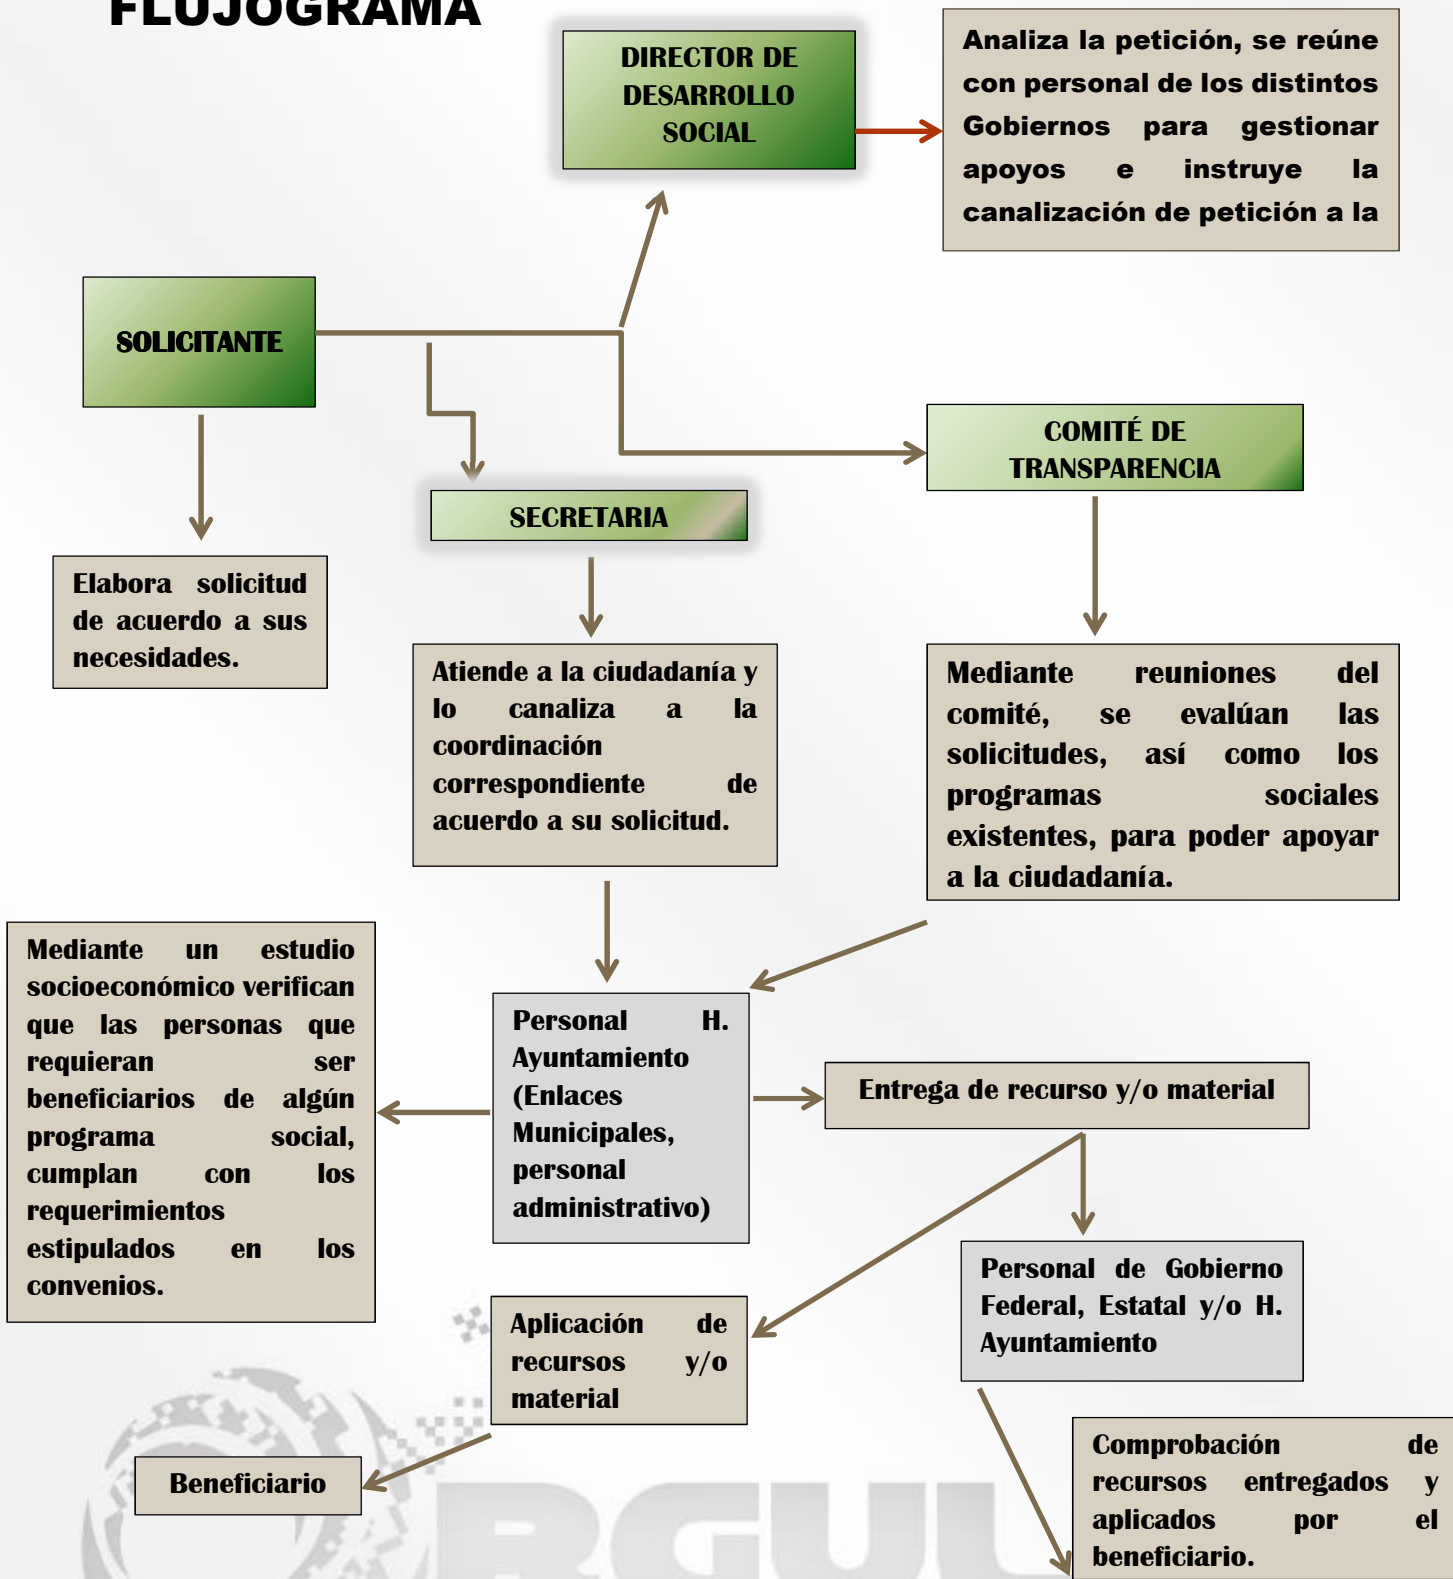 FLUJOGRAMA
DIRECTOR DE
DESARROLLO
SOCIAL
Analiza la petición, se reúne
con personal de los distintos
Gobiernos para gestionar
apoyos e instruye la
canalización de petición a la
SOLICITANTE
COMITÉ DE
TRANSPARENCIA
SECRETARIA
Elabora solicitud
de acuerdo a sus
necesidades.
Atiende a la ciudadanía y
lo canaliza a la
coordinación
correspondiente de
acuerdo a su solicitud.
Mediante reuniones del
comité, se evalúan las
solicitudes, así como los
programas sociales
existentes, para poder apoyar
a la ciudadanía.
Mediante un estudio
socioeconómico verifican
que las personas que
requieran ser
beneficiarios de algún
programa social,
cumplan con los
requerimientos
estipulados en los
convenios.
Personal H.
Ayuntamiento
(Enlaces
Municipales,
personal
administrativo)
Entrega de recurso y/o material
Personal de Gobierno
Federal, Estatal y/o H.
Ayuntamiento
Aplicación de
recursos y/o
material
Beneficiario
Comprobación de
recursos entregados y
aplicados por el
beneficiario.